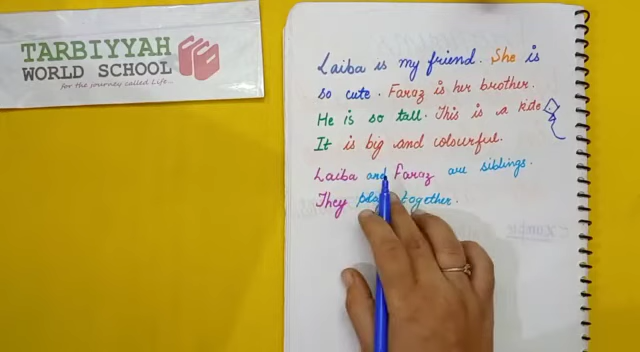 TARBIYYAH
WORLD SCHOOL
for the journey called Life...
Laiba is my friend. She is
so cute. Faraz is her brother.
He is so tall. This is a kite.
It is big and colourful.
Laiba and Faraz are siblings.
They play together.